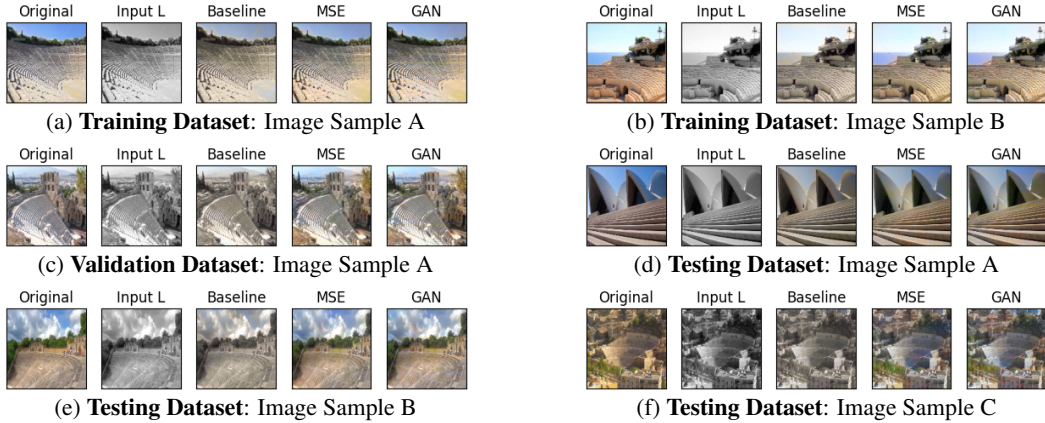 Original Input L Baseline MSE GAN
(a) Training Dataset: Image Sample A
Original Input L Baseline MSE GAN
(b) Training Dataset: Image Sample B
Original Input L Baseline MSE GAN
(c) Validation Dataset: Image Sample A
Original Input L Baseline MSE GAN
(d) Testing Dataset: Image Sample A
Original Input L Baseline MSE GAN
(e) Testing Dataset: Image Sample B
Original Input L Baseline MSE GAN
(f) Testing Dataset: Image Sample C